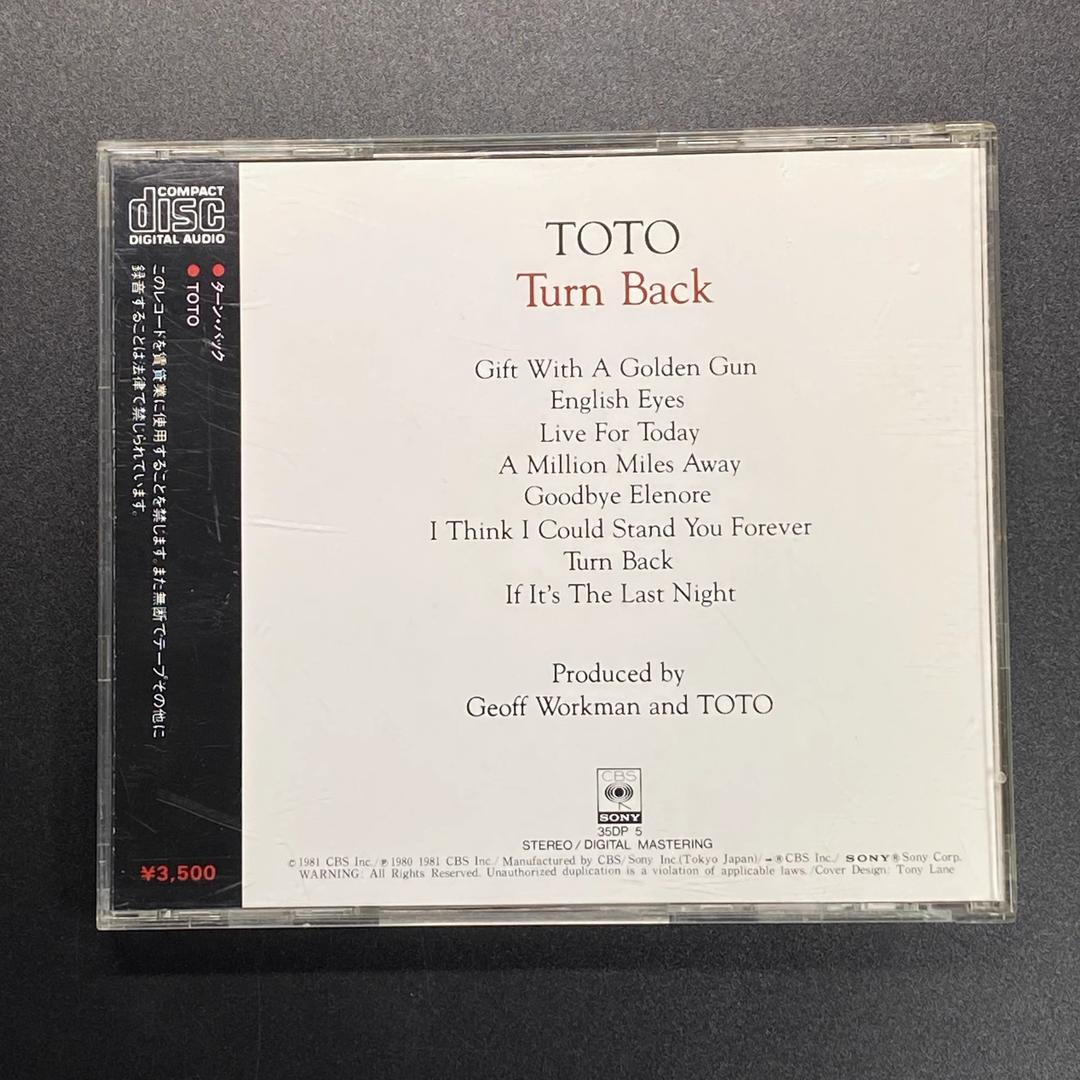 COMPACT
disc
DIGITAL AUDIO
●ターン・バック
●TOTO
このレコードを賃貸業に使用することを禁じます。また無断でテープその他に
録音することは法律で禁じられています。
¥3,500
TOTO
Turn Back
Gift With A Golden Gun
English Eyes
Live For Today
A Million Miles Away
Goodbye Elenore
I Think I Could Stand You Forever
Turn Back
If It's The Last Night
Produced by
Geoff Workman and TOTO
CBS
SONY
35DP 5
STEREO/DIGITAL MASTERING
©1981 CBS Inc./℗1980 1981 CBS Inc./Manufactured by CBS/Sony Inc.(Tokyo Japan)/-®CBS Inc./ SONY®Sony Corp.
WARNING: All Rights Reserved. Unauthorized duplication is a violation of applicable laws./Cover Design: Tony Lane